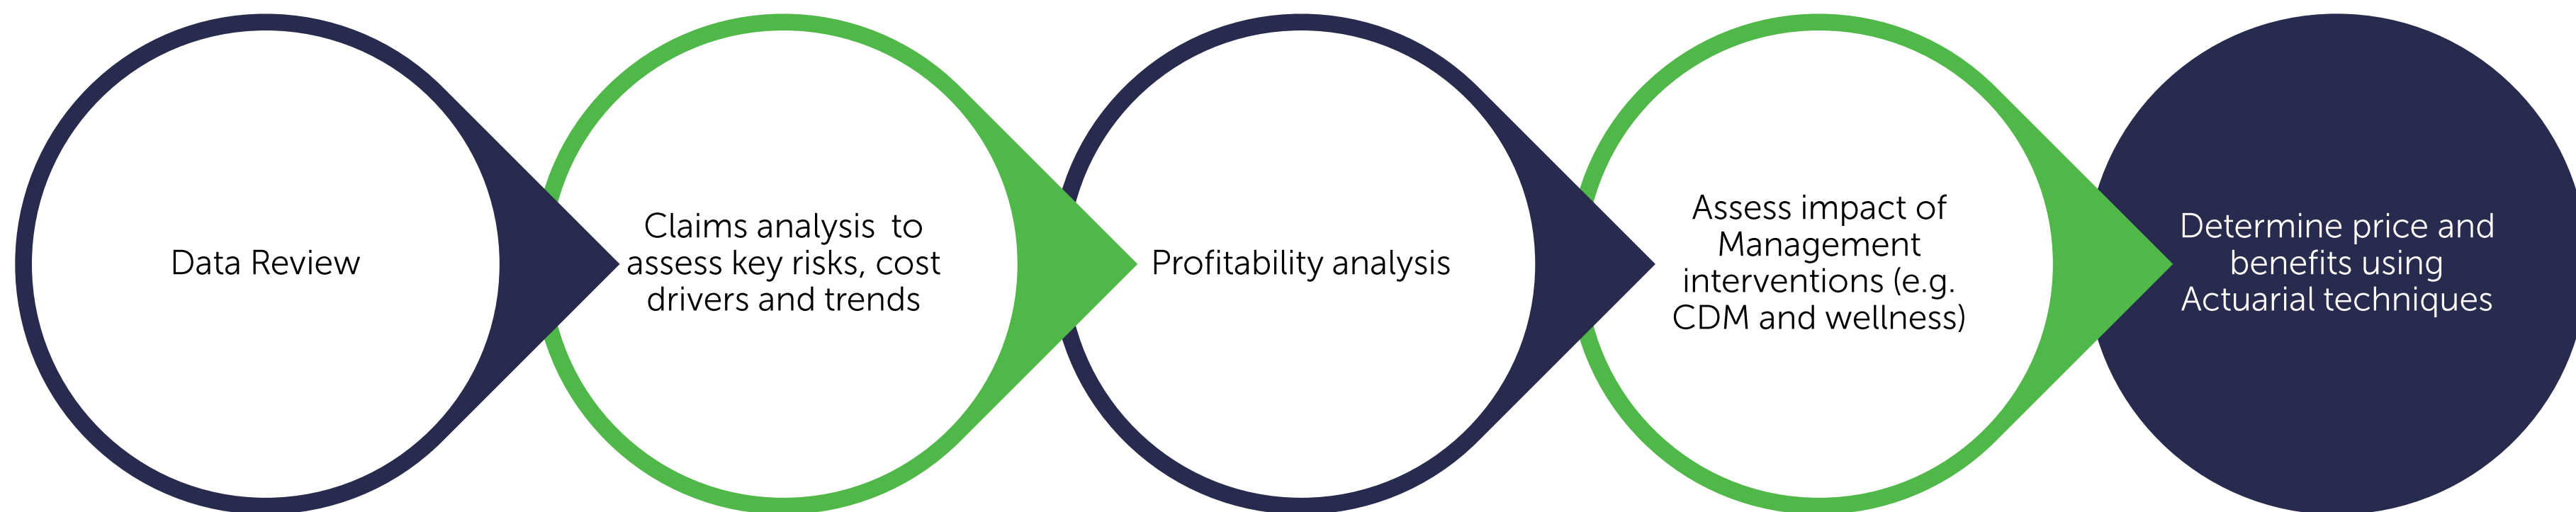 Data Review
Claims analysis  to
assess key risks, cost
drivers and trends
Profitability analysis
Assess impact of
Management
interventions (e.g.
CDM and wellness)
Determine price and
benefits using
Actuarial techniques